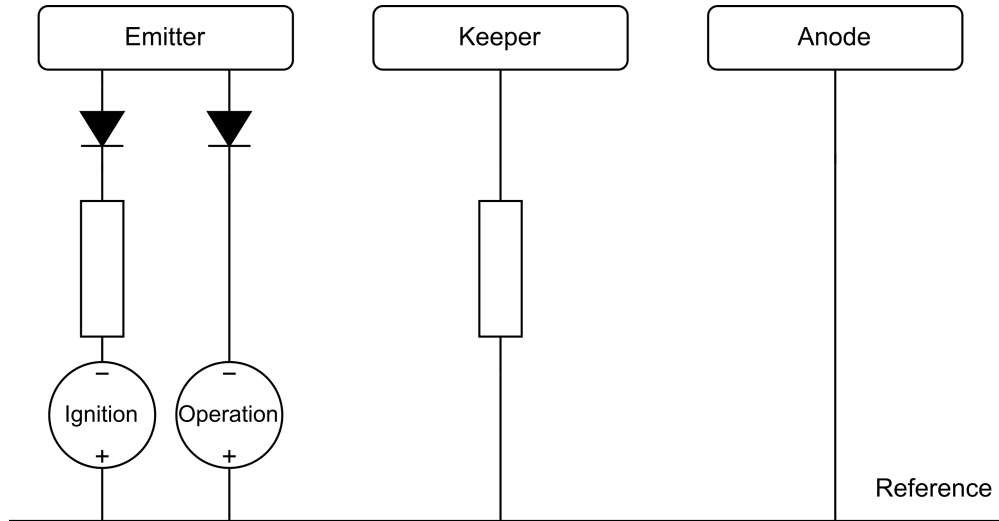 Emitter
Keeper
Anode
−
−
Ignition
Operation
+
+
Reference